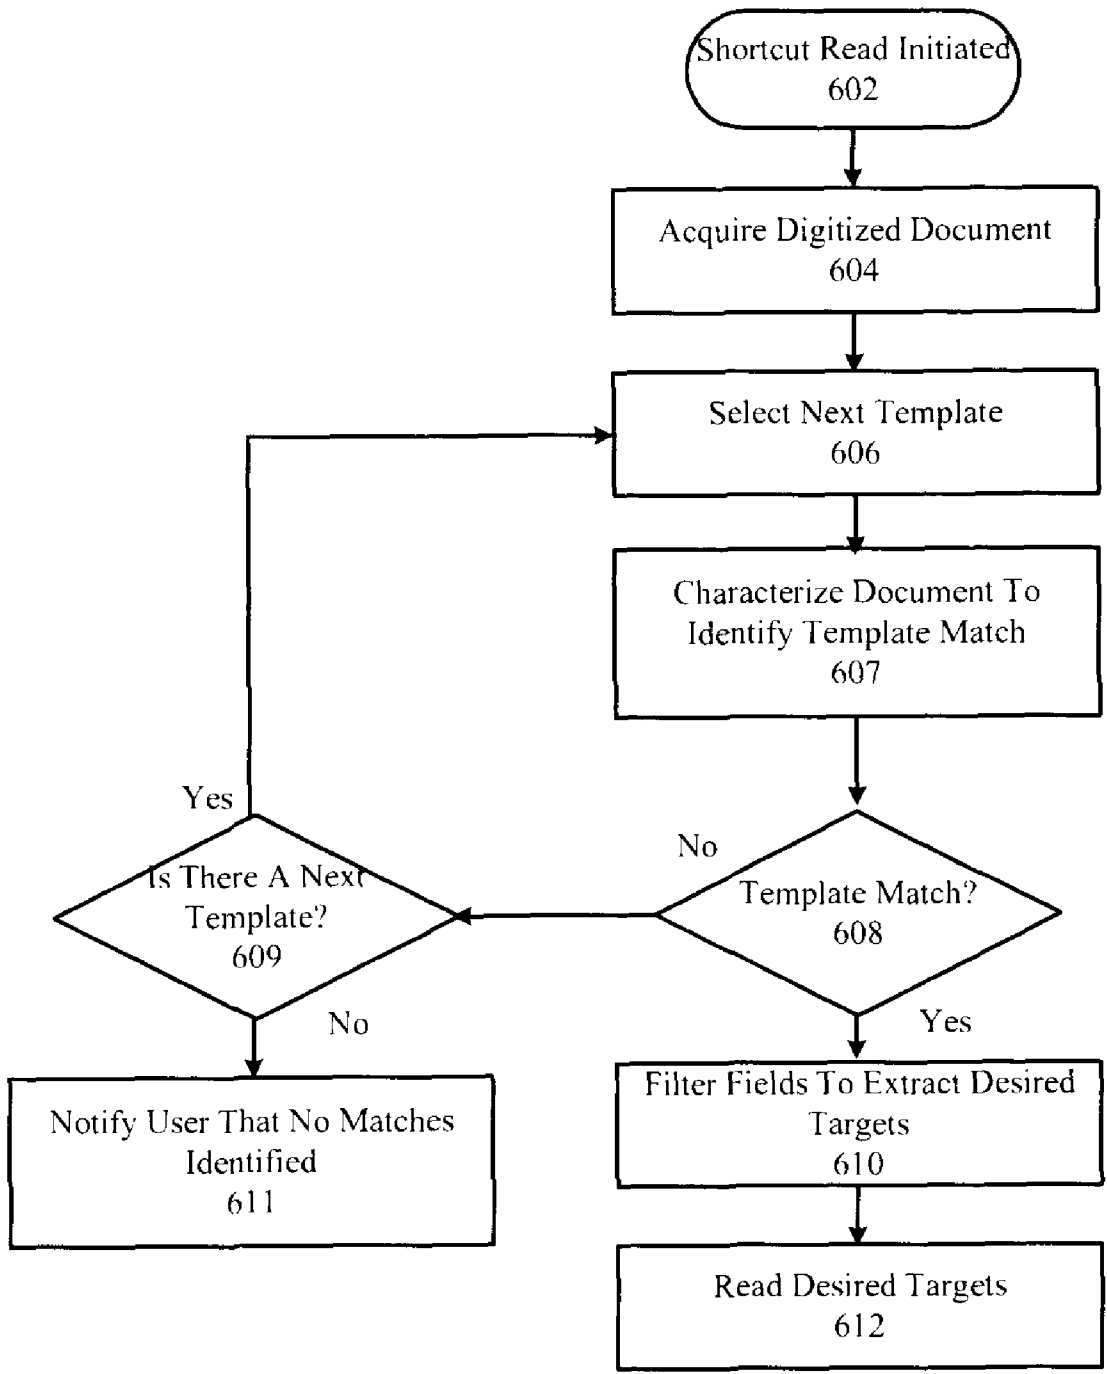 Shortcut Read Initiated
602
Acquire Digitized Document
604
Select Next Template
606
Characterize Document To
Identify Template Match
607
Yes
No
Is There A Next
Template?
609
Template Match?
608
No
Yes
Notify User That No Matches
Identified
611
Filter Fields To Extract Desired
Targets
610
Read Desired Targets
612